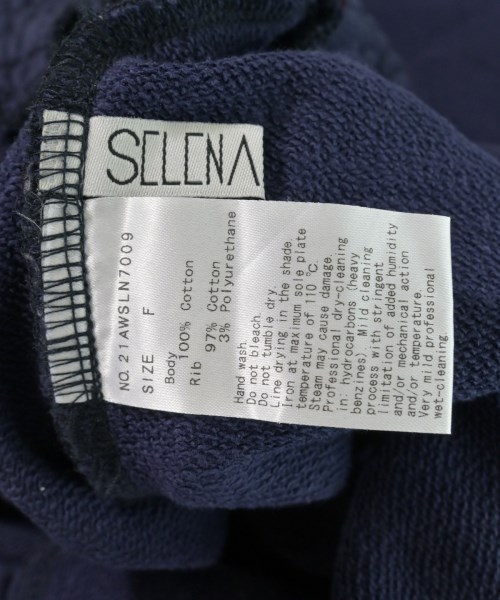 SELENA
NO.21AWSLN7009
SIZE F
Body
100% Cotton
Rib
97% Cotton
3% Polyurethane
Hand wash.
Do not bleach.
Do not tumble dry.
Line drying in the shade.
Iron at maximum sole plate
temperature of 110 ℃.
Steam may cause damage.
Professional dry-cleaning
in: hydrocarbons (heavy
benzines) Mild cleaning
process with stringent
limitation of added humidity
and/or mechanical action
and/or temperature.
Very mild professional
wet-cleaning